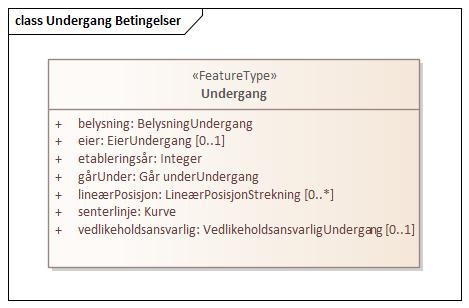 class Undergang Betingelser
«FeatureType»
Undergang
+ belysning: BelysningUndergang
+ eier: EierUndergang [0..1]
+ etableringsår: Integer
+ gårUnder: Går underUndergang
+ lineærPosisjon: LineærPosisjonStrekning [0..*]
+ senterlinje: Kurve
+ vedlikeholdsansvarlig: VedlikeholdsansvarligUndergang [0..1]